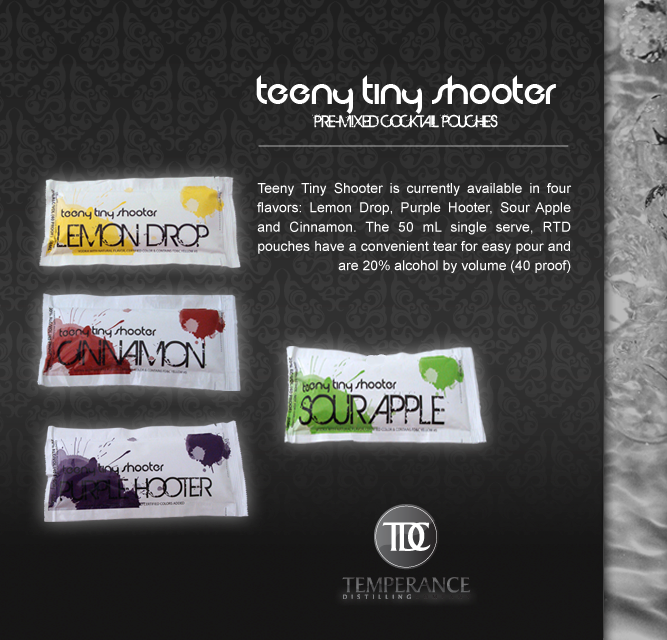 teeny tiny shooter
PRE-MIXED COCKTAIL POUCHES
Teeny Tiny Shooter is currently available in four
flavors: Lemon Drop, Purple Hooter, Sour Apple
and Cinnamon. The 50 mL single serve, RTD
pouches have a convenient tear for easy pour and
are 20% alcohol by volume (40 proof)
teeny tiny shooter
LEMON DROP
teeny tiny shooter
CINNAMON
teeny tiny shooter
SOUR APPLE
teeny tiny shooter
PURPLE HOOTER
TDC
TEMPERANCE
DISTILLING